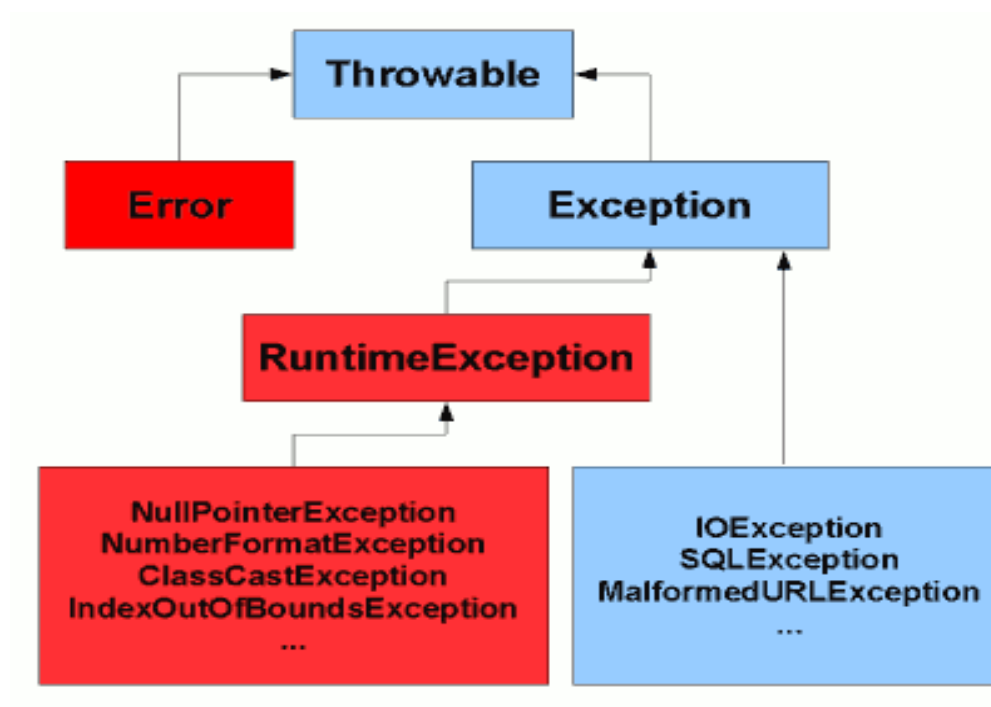 Throwable
Error
Exception
RuntimeException
NullPointerException
NumberFormatException
ClassCastException
IndexOutOfBoundsException
...
IOException
SQLException
MalformedURLException
...